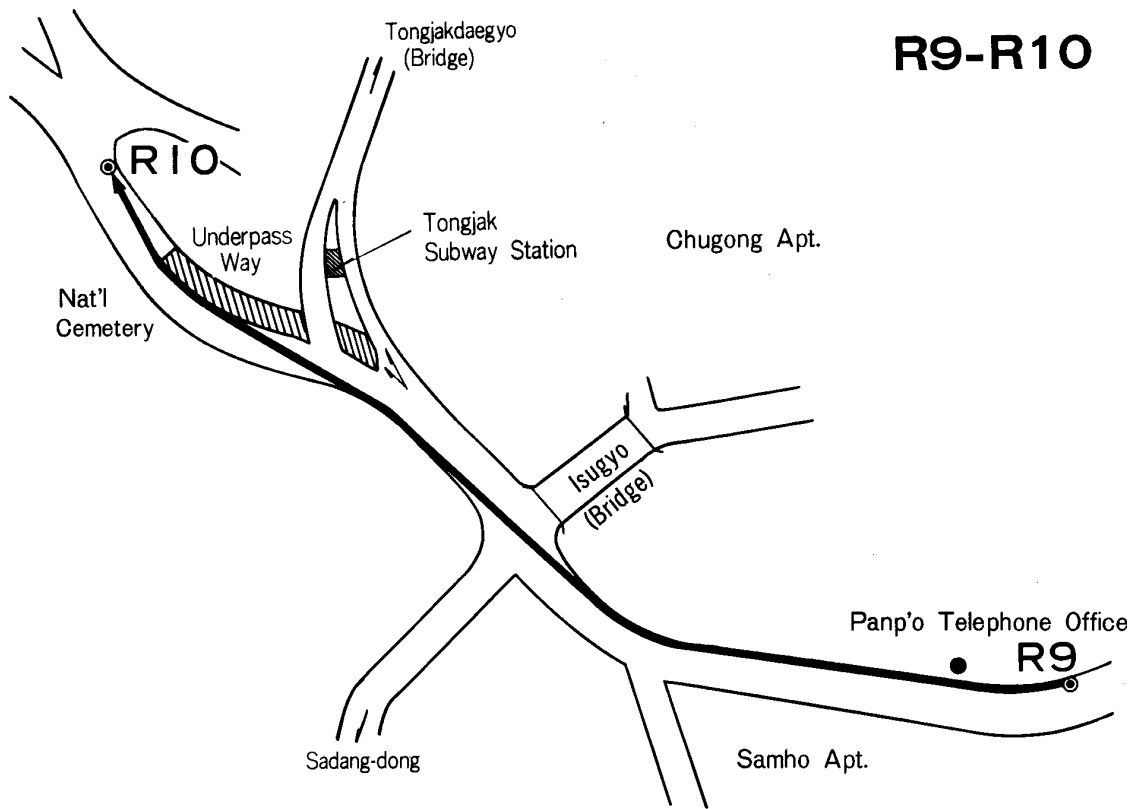 Tongjakdaegyo
(Bridge)
R9-R10
R10
Underpass
Way
Tongjak
Subway Station
Chugong Apt.
Nat'l
Cemetery
Isugyo
(Bridge)
Panp'o Telephone Office
R9
Sadang-dong
Samho Apt.